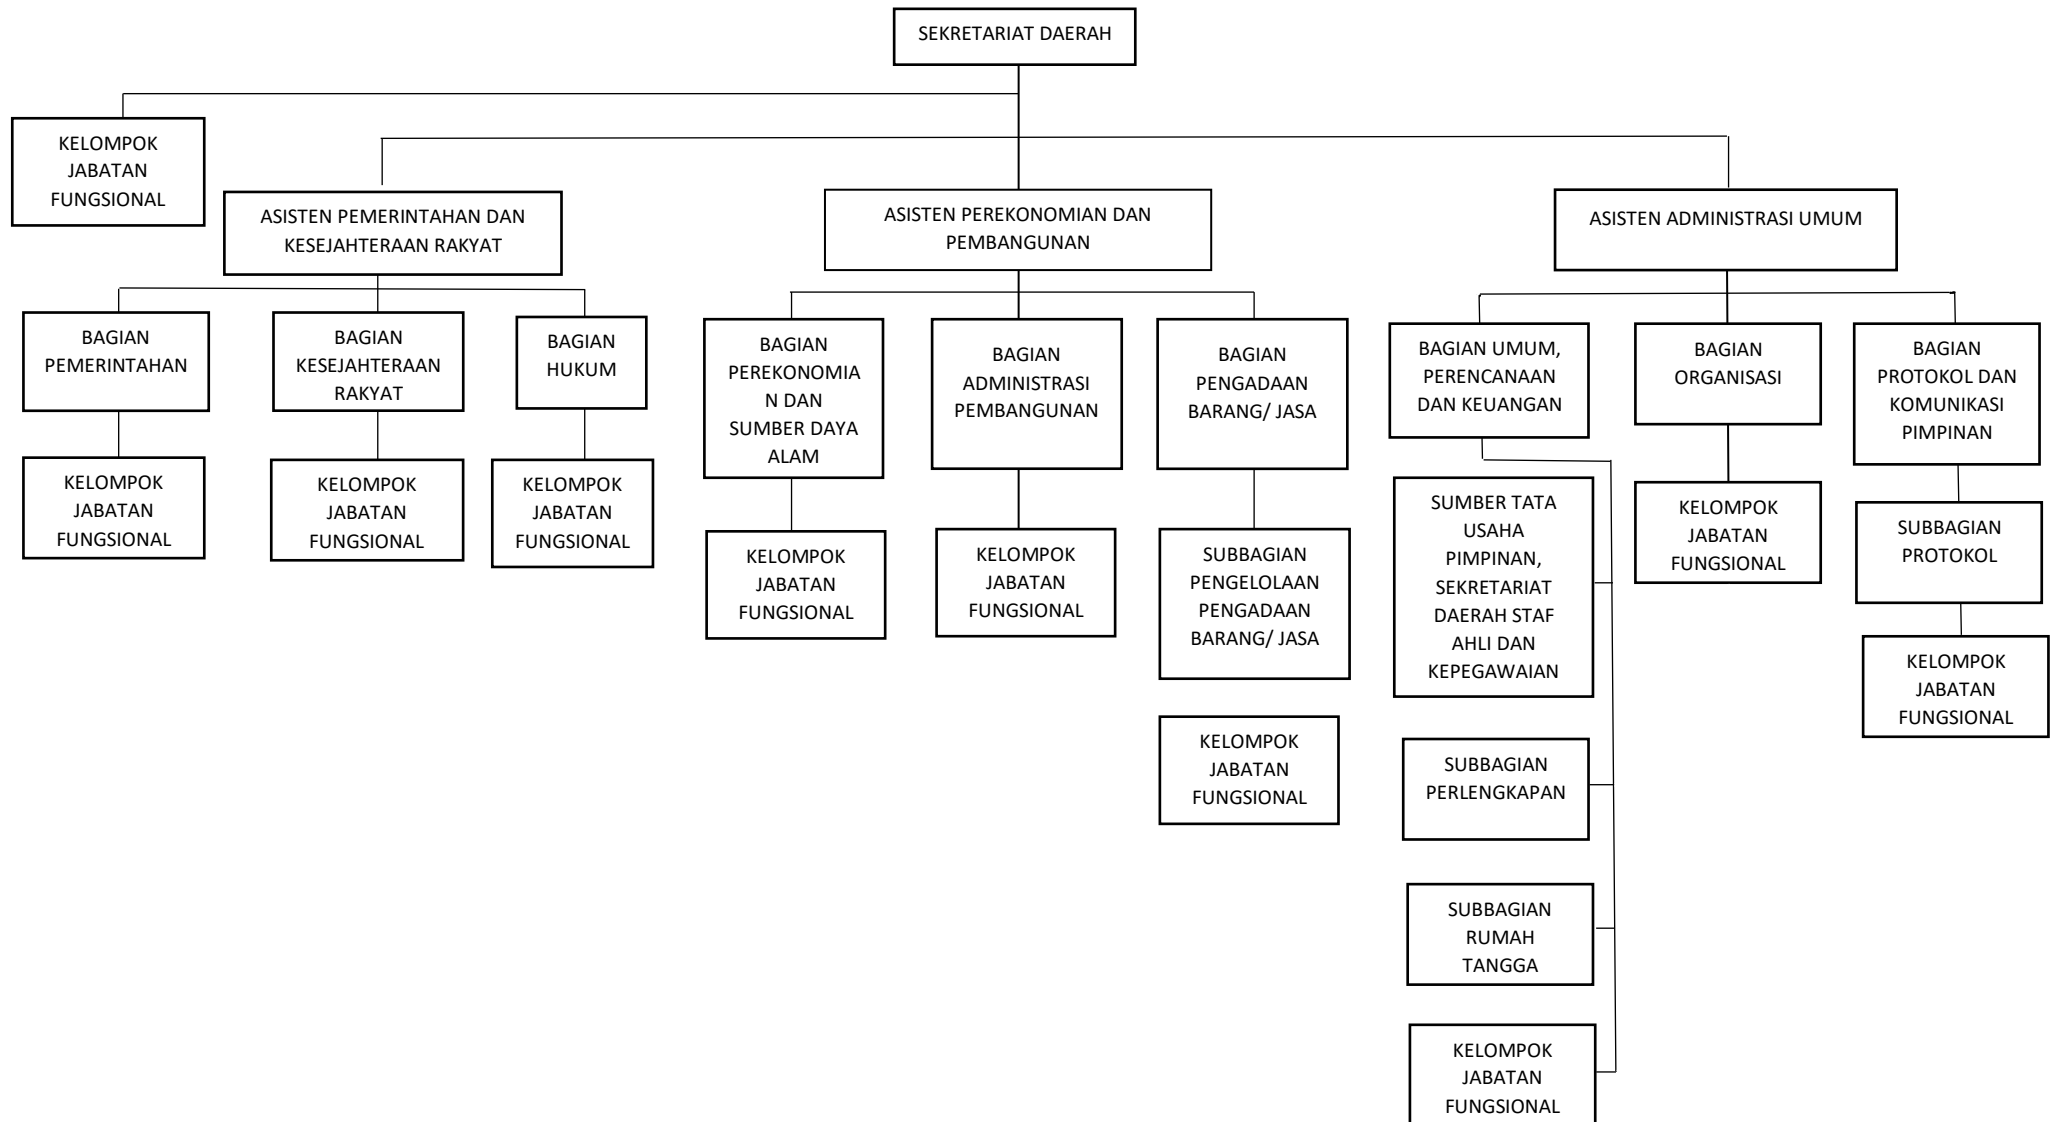 SEKRETARIAT DAERAH
KELOMPOK
JABATAN
FUNGSIONAL
ASISTEN PEMERINTAHAN DAN
KESEJAHTERAAN RAKYAT
ASISTEN PEREKONOMIAN DAN
PEMBANGUNAN
ASISTEN ADMINISTRASI UMUM
BAGIAN
PEMERINTAHAN
BAGIAN
KESEJAHTERAAN
RAKYAT
BAGIAN
HUKUM
BAGIAN
PEREKONOMIA
N DAN
SUMBER DAYA
ALAM
BAGIAN
ADMINISTRASI
PEMBANGUNAN
BAGIAN
PENGADAAN
BARANG/ JASA
BAGIAN UMUM,
PERENCANAAN
DAN KEUANGAN
BAGIAN
ORGANISASI
BAGIAN
PROTOKOL DAN
KOMUNIKASI
PIMPINAN
KELOMPOK
JABATAN
FUNGSIONAL
KELOMPOK
JABATAN
FUNGSIONAL
KELOMPOK
JABATAN
FUNGSIONAL
KELOMPOK
JABATAN
FUNGSIONAL
KELOMPOK
JABATAN
FUNGSIONAL
SUBBAGIAN
PENGELOLAAN
PENGADAAN
BARANG/ JASA
SUMBER TATA
USAHA
PIMPINAN,
SEKRETARIAT
DAERAH STAF
AHLI DAN
KEPEGAWAIAN
KELOMPOK
JABATAN
FUNGSIONAL
SUBBAGIAN
PROTOKOL
KELOMPOK
JABATAN
FUNGSIONAL
KELOMPOK
JABATAN
FUNGSIONAL
SUBBAGIAN
PERLENGKAPAN
SUBBAGIAN
RUMAH
TANGGA
KELOMPOK
JABATAN
FUNGSIONAL